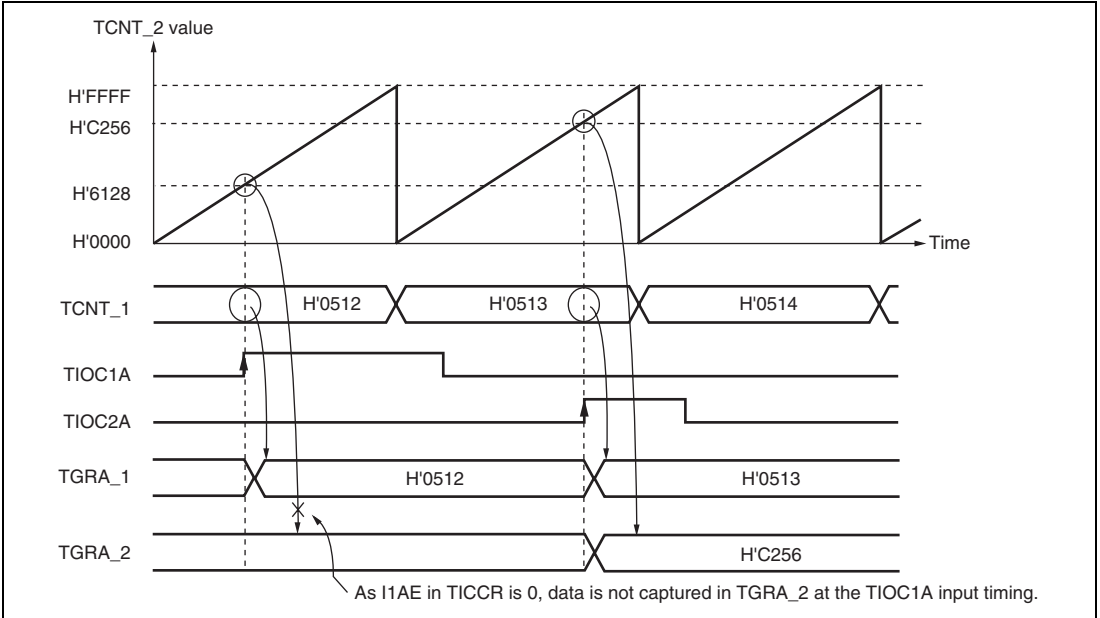 TCNT_2 value
H'FFFF
H'C256
H'6128
H'0000
Time
TCNT_1 H'0512 H'0513 H'0514
TIOC1A
TIOC2A
TGRA_1 H'0512 H'0513
TGRA_2 H'C256
As I1AE in TICCR is 0, data is not captured in TGRA_2 at the TIOC1A input timing.